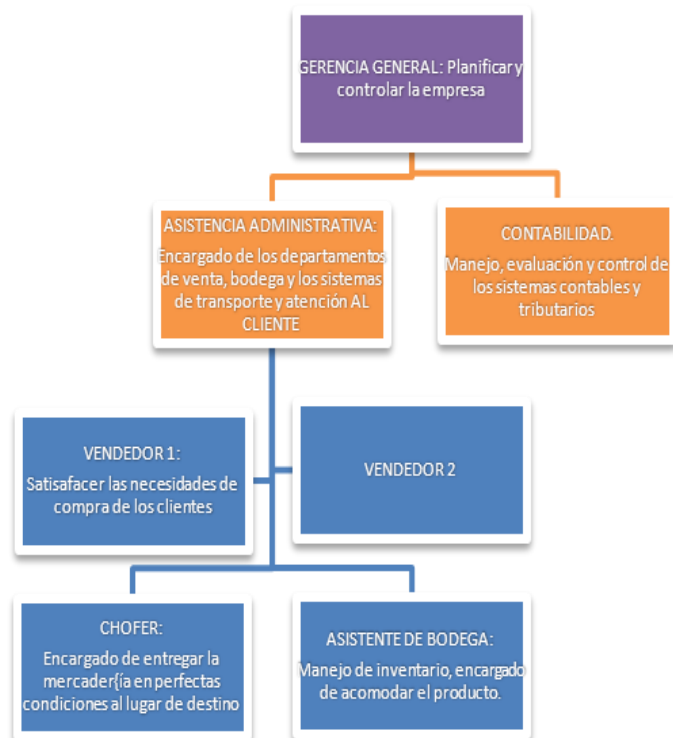 GERENCIA GENERAL: Planificar y
controlar la empresa
ASISTENCIA ADMINISTRATIVA:
Encargado de los departamentos
de venta, bodega y los sistemas
de transporte y atención AL
CLIENTE
CONTABILIDAD.
Manejo, evaluación y control de
los sistemas contables y
tributarios
VENDEDOR 1:
Satisafacer las necesidades de
compra de los clientes
VENDEDOR 2
CHOFER:
Encargado de entregar la
mercader{ía en perfectas
condiciones al lugar de destino
ASISTENTE DE BODEGA:
Manejo de inventario, encargado
de acomodar el producto.